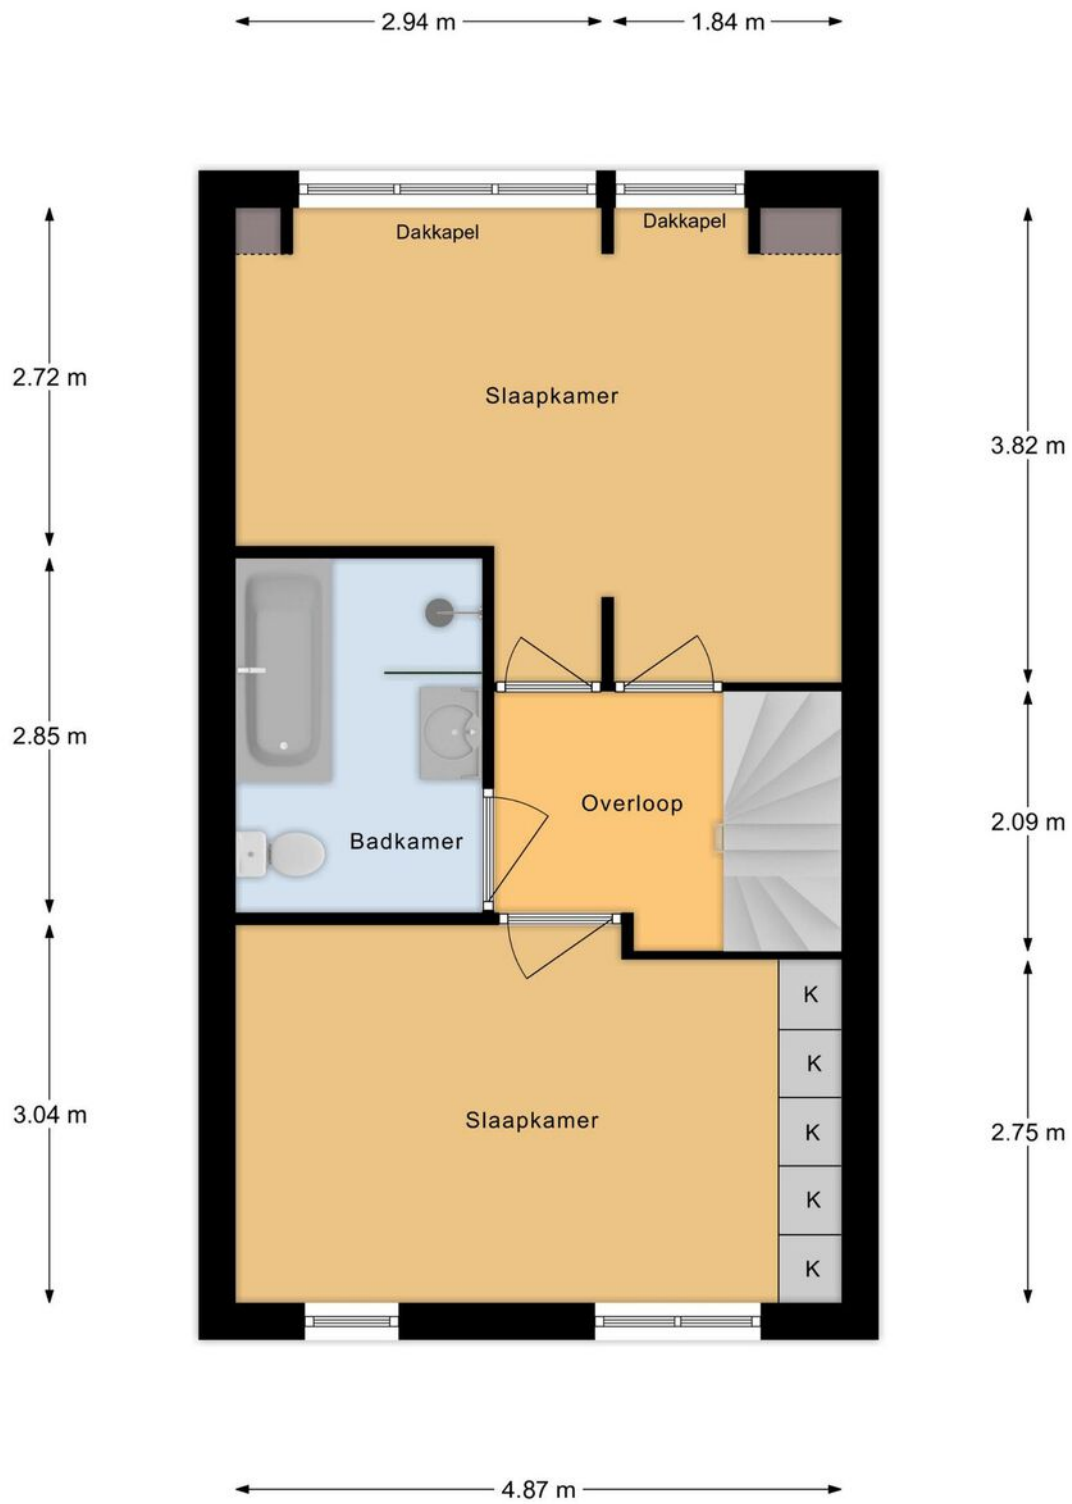 2.94 m
1.84 m
Dakkapel
Dakkapel
2.72 m
Slaapkamer
3.82 m
2.85 m
Overloop
2.09 m
Badkamer
K
K
3.04 m
Slaapkamer
K
2.75 m
K
K
4.87 m